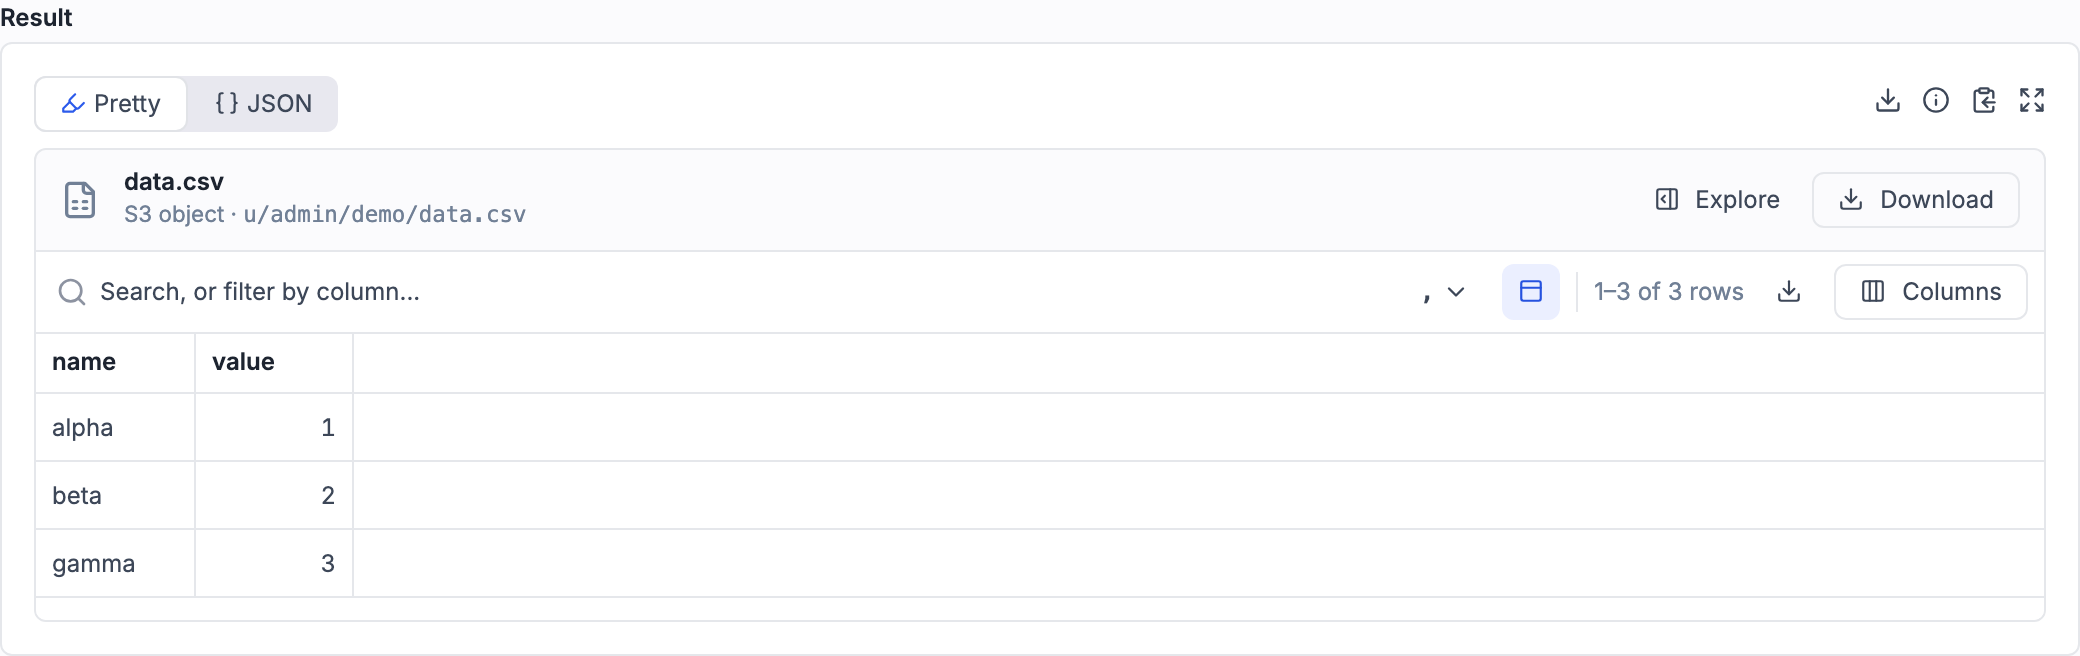 Result
Pretty
{ } JSON
data.csv
S3 object · u/admin/demo/data.csv
Explore
Download
Search, or filter by column...
,
1–3 of 3 rows
Columns
name value
alpha 1
beta 2
gamma 3